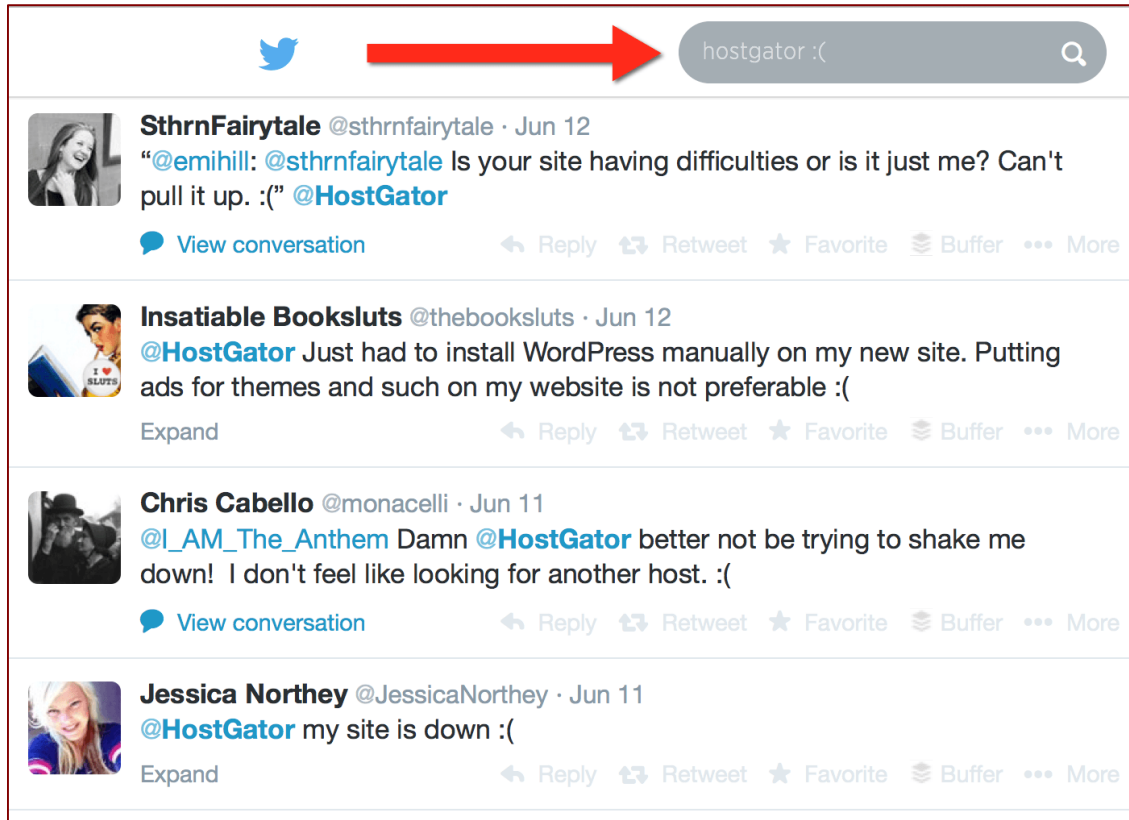 hostgator :(
SthrnFairytale @sthrnfairytale · Jun 12
“@emihill: @sthrnfairytale Is your site having difficulties or is it just me? Can't
pull it up. :(” @HostGator
View conversation Reply Retweet Favorite Buffer ••• More
Insatiable Booksluts @thebooksluts · Jun 12
@HostGator Just had to install WordPress manually on my new site. Putting
ads for themes and such on my website is not preferable :(
I ♥
SLUTS
Expand Reply Retweet Favorite Buffer ••• More
Chris Cabello @monacelli · Jun 11
@I_AM_The_Anthem Damn @HostGator better not be trying to shake me
down!  I don't feel like looking for another host. :(
View conversation Reply Retweet Favorite Buffer ••• More
Jessica Northey @JessicaNorthey · Jun 11
@HostGator my site is down :(
Expand Reply Retweet Favorite Buffer ••• More